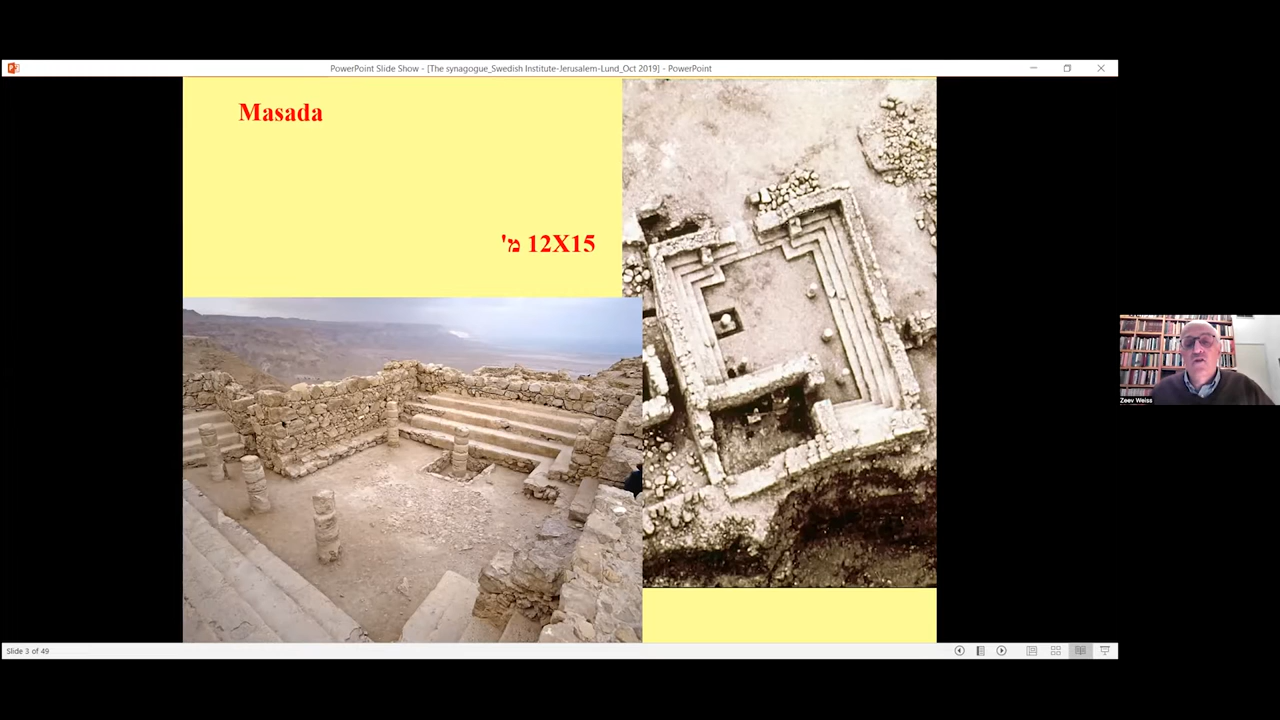 PowerPoint Slide Show - [The synagogue_Swedish Institute-Jerusalem-Lund_Oct 2019] - PowerPoint
Masada
12X15 מ'
Zeev Weiss
Slide 3 of 49